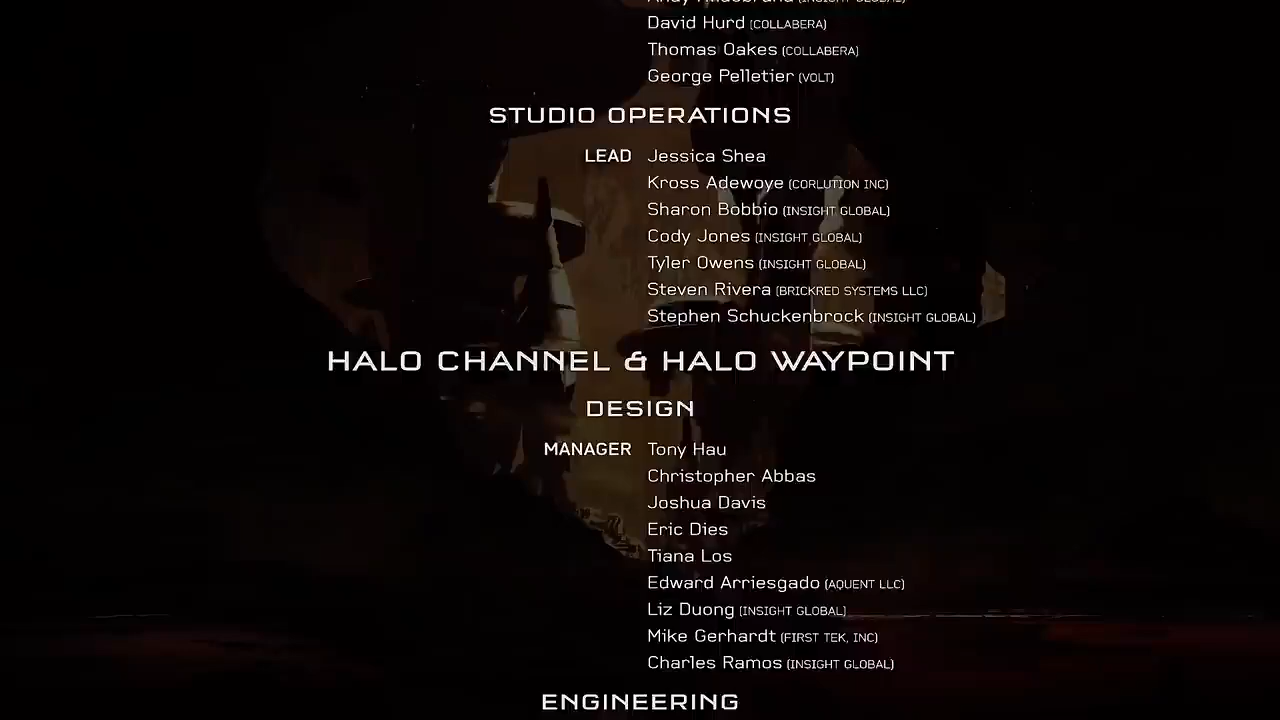 David Hurd (COLLABERA)
Thomas Oakes (COLLABERA)
George Pelletier (VOLT)
STUDIO OPERATIONS
LEAD Jessica Shea
Kross Adewoye (CORLUTION INC)
Sharon Bobbio (INSIGHT GLOBAL)
Cody Jones (INSIGHT GLOBAL)
Tyler Owens (INSIGHT GLOBAL)
Steven Rivera (BRICKRED SYSTEMS LLC)
Stephen Schuckenbrock (INSIGHT GLOBAL)
HALO CHANNEL & HALO WAYPOINT
DESIGN
MANAGER Tony Hau
Christopher Abbas
Joshua Davis
Eric Dies
Tiana Los
Edward Arriesgado (AQUENT LLC)
Liz Duong (INSIGHT GLOBAL)
Mike Gerhardt (FIRST TEK, INC)
Charles Ramos (INSIGHT GLOBAL)
ENGINEERING